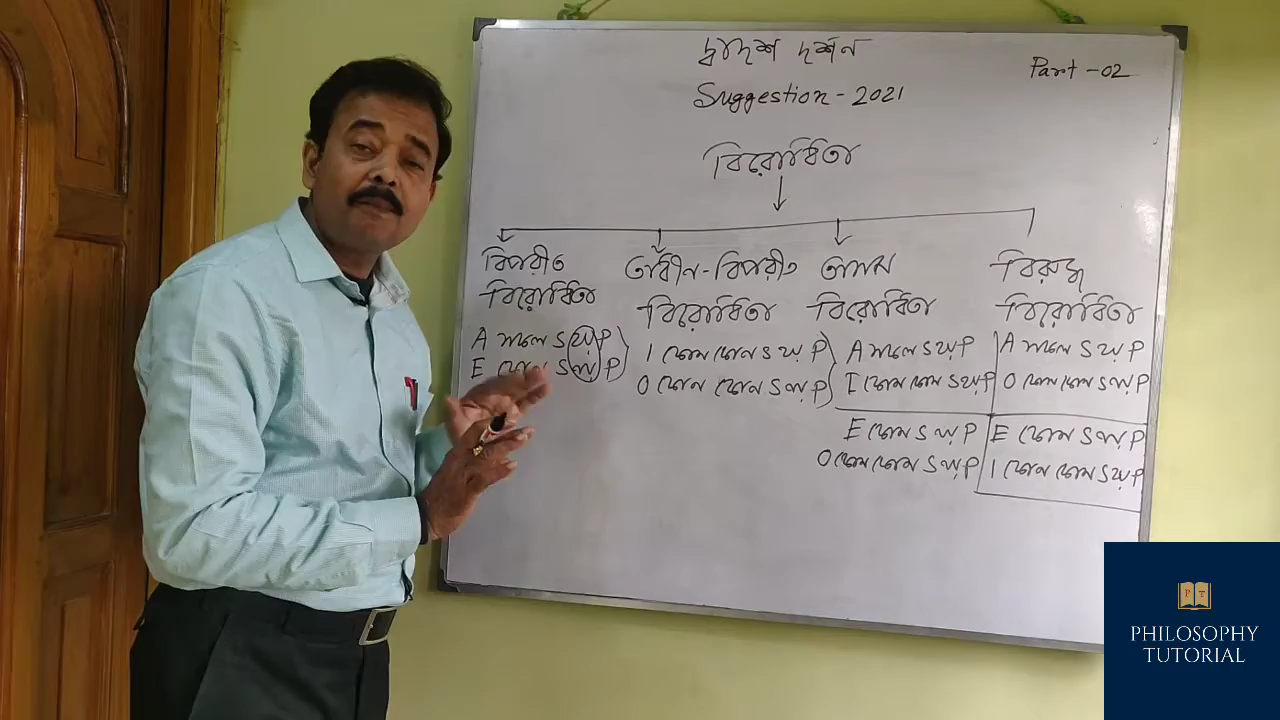 দ্বাদশ দর্শন
Part-02
Suggestion-2021
বিরোধিতা
বিপরীত
বিরোধিতা
A সকল S হয় P
E কোন S নয় P
অধীন-বিপরীত
বিরোধিতা
I কোন কোন S হয় P
O কোন কোন S নয় P
অসম
বিরোধিতা
A সকল S হয় P
I কোন কোন S হয় P
E কোন S নয় P
O কোন কোন S নয় P
বিরুদ্ধ
বিরোধিতা
A সকল S হয় P
O কোন কোন S নয় P
E কোন S নয় P
I কোন কোন S হয় P
P T
PHILOSOPHY
TUTORIAL